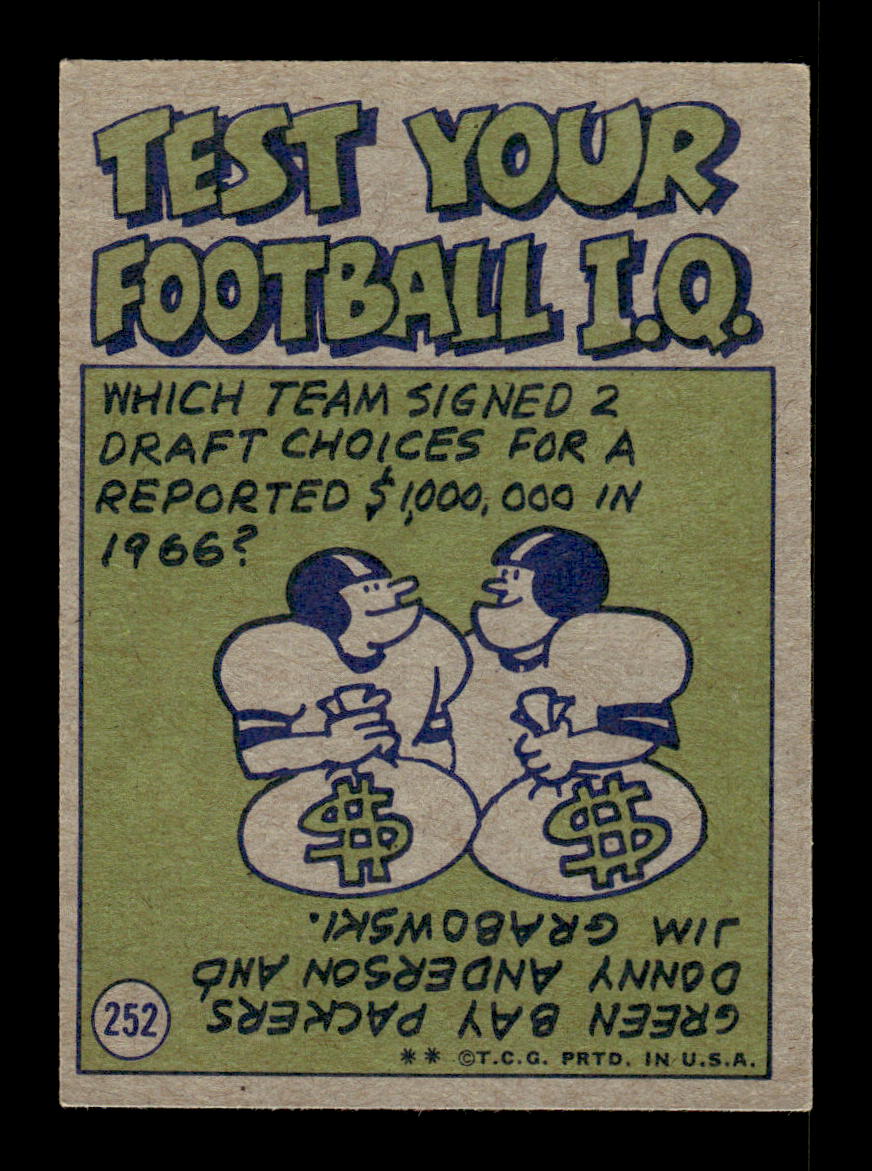 TEST YOUR
FOOTBALL I.Q.
WHICH TEAM SIGNED 2
DRAFT CHOICES FOR A
REPORTED $1,000,000 IN
1966?
$ $
GREEN BAY PACKERS
DONNY ANDERSON AND
JIM GRABOWSKI.
252
** ©T.C.G. PRTD. IN U.S.A.